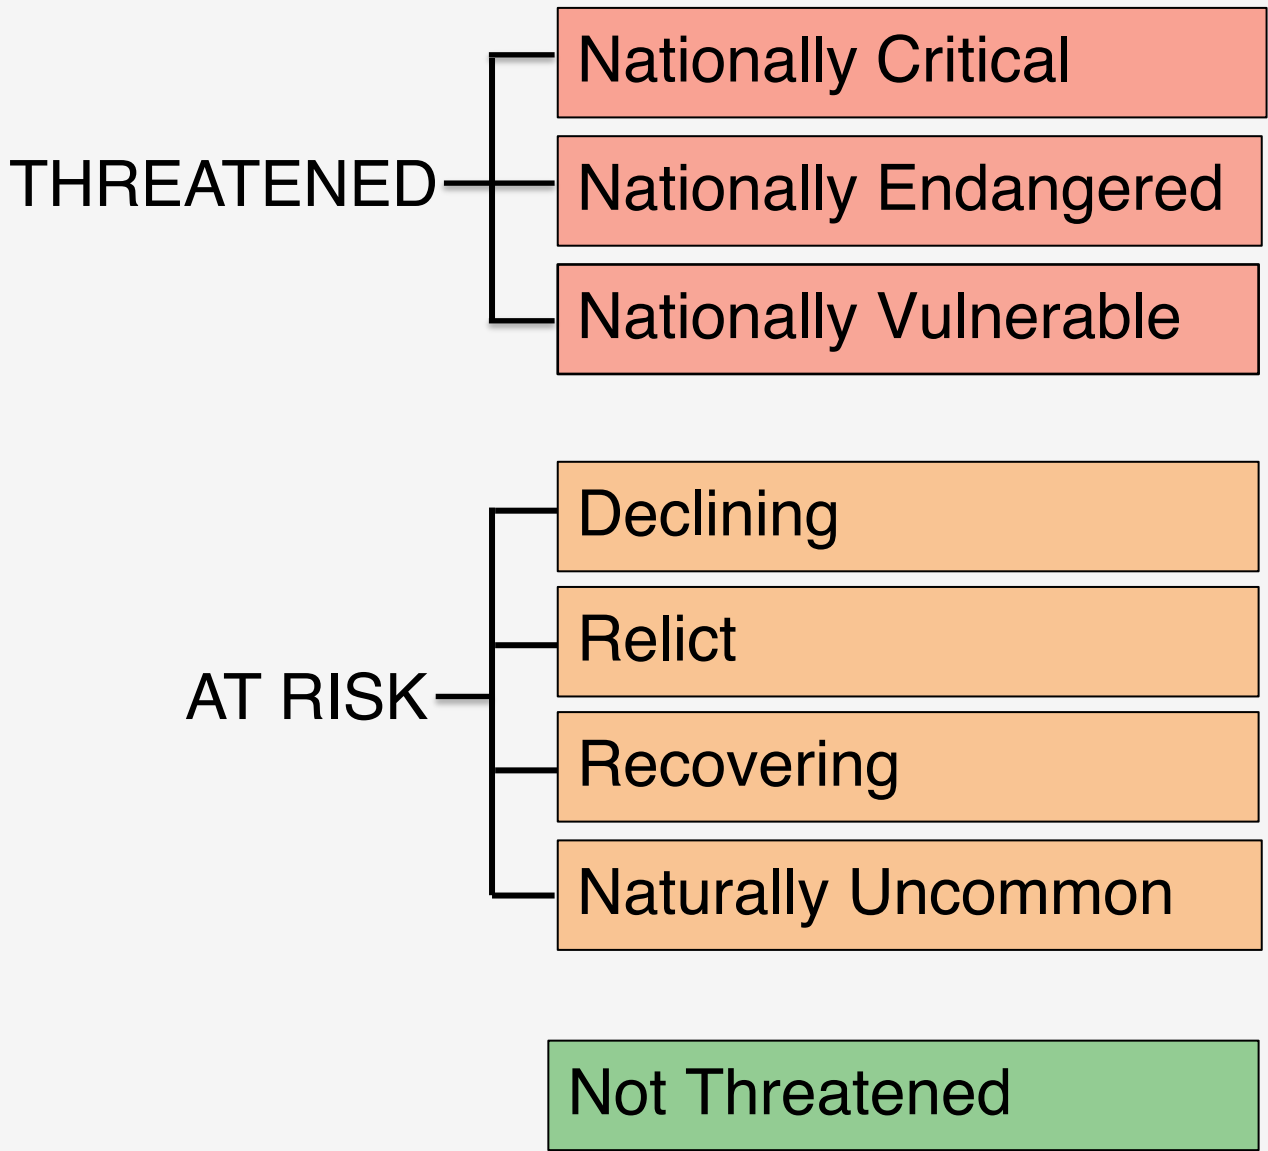 Nationally Critical
THREATENED
Nationally Endangered
Nationally Vulnerable
Declining
Relict
AT RISK
Recovering
Naturally Uncommon
Not Threatened